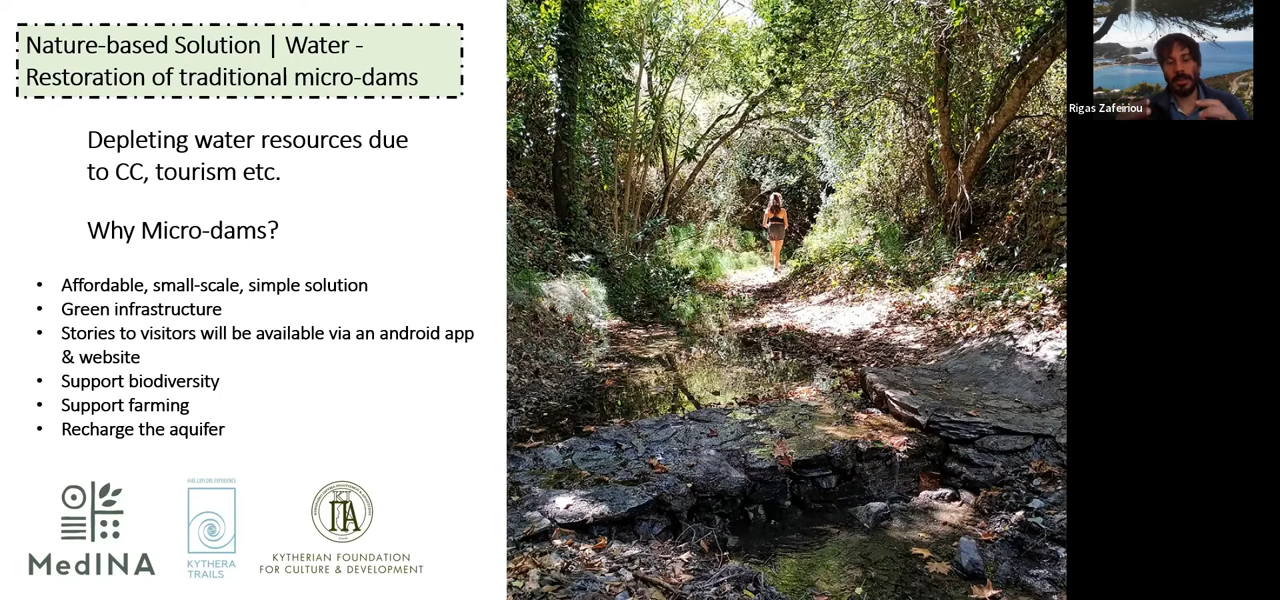 Nature-based Solution | Water -
Restoration of traditional micro-dams
Depleting water resources due
to CC, tourism etc.
Why Micro-dams?
• Affordable, small-scale, simple solution
• Green infrastructure
• Stories to visitors will be available via an android app
& website
• Support biodiversity
• Support farming
• Recharge the aquifer
MedINA
KYTHERA
TRAILS
KYTHERIAN FOUNDATION
FOR CULTURE & DEVELOPMENT
Rigas Zafeiriou